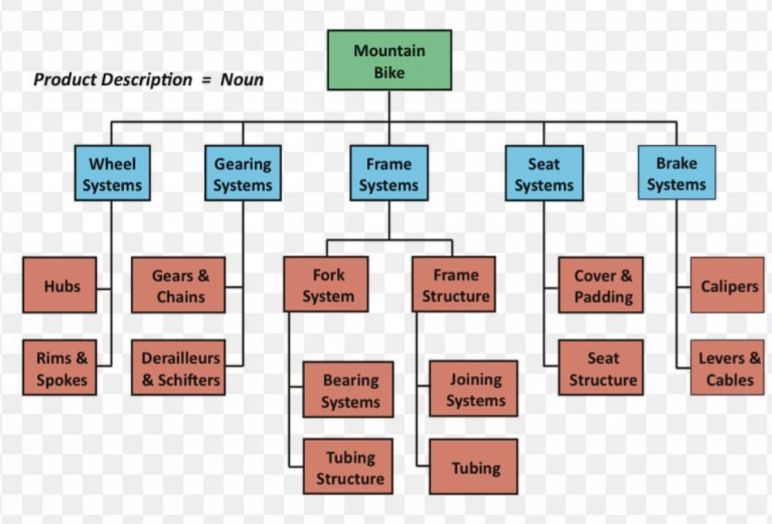 Mountain
Bike
Product Description = Noun
Wheel
Systems
Gearing
Systems
Frame
Systems
Seat
Systems
Brake
Systems
Hubs
Gears &
Chains
Fork
System
Frame
Structure
Cover &
Padding
Calipers
Rims &
Spokes
Derailleurs
& Schifters
Seat
Structure
Levers &
Cables
Bearing
Systems
Joining
Systems
Tubing
Structure
Tubing